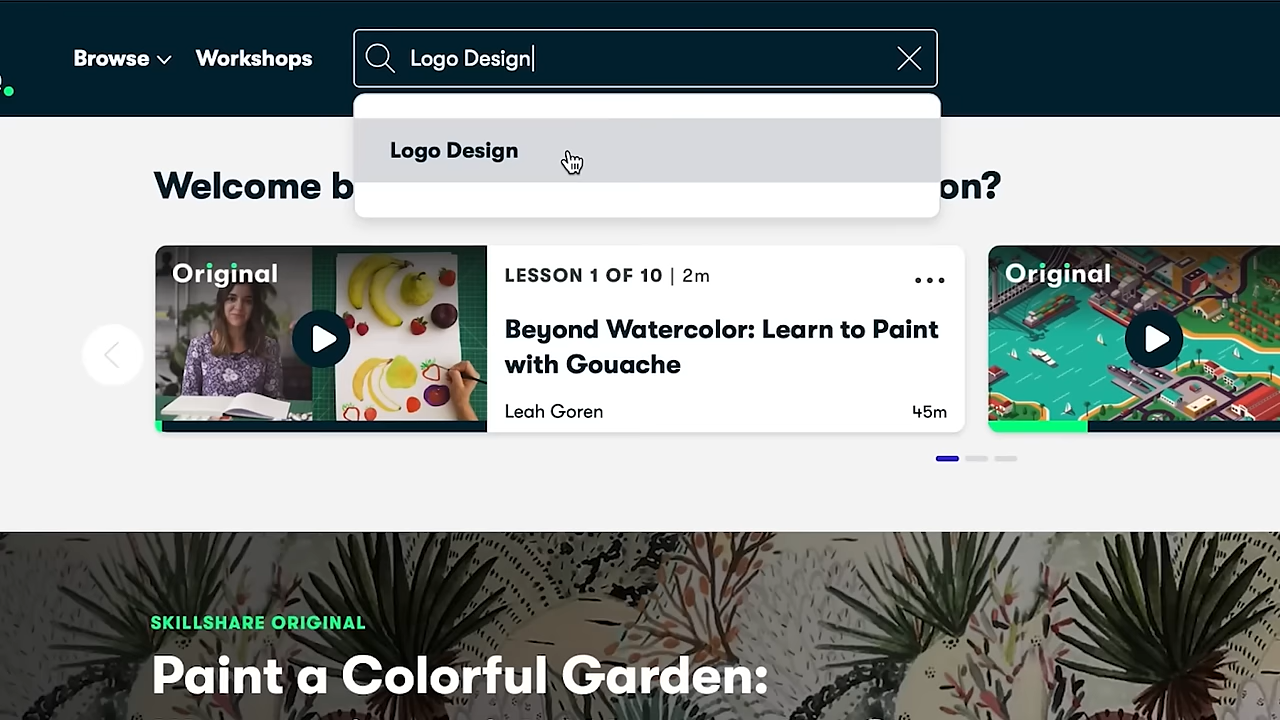 Browse
Workshops
Logo Design
Logo Design
Welcome b
on?
Original
LESSON 1 OF 10 | 2m
Beyond Watercolor: Learn to Paint
with Gouache
Leah Goren
45m
Original
SKILLSHARE ORIGINAL
Paint a Colorful Garden: